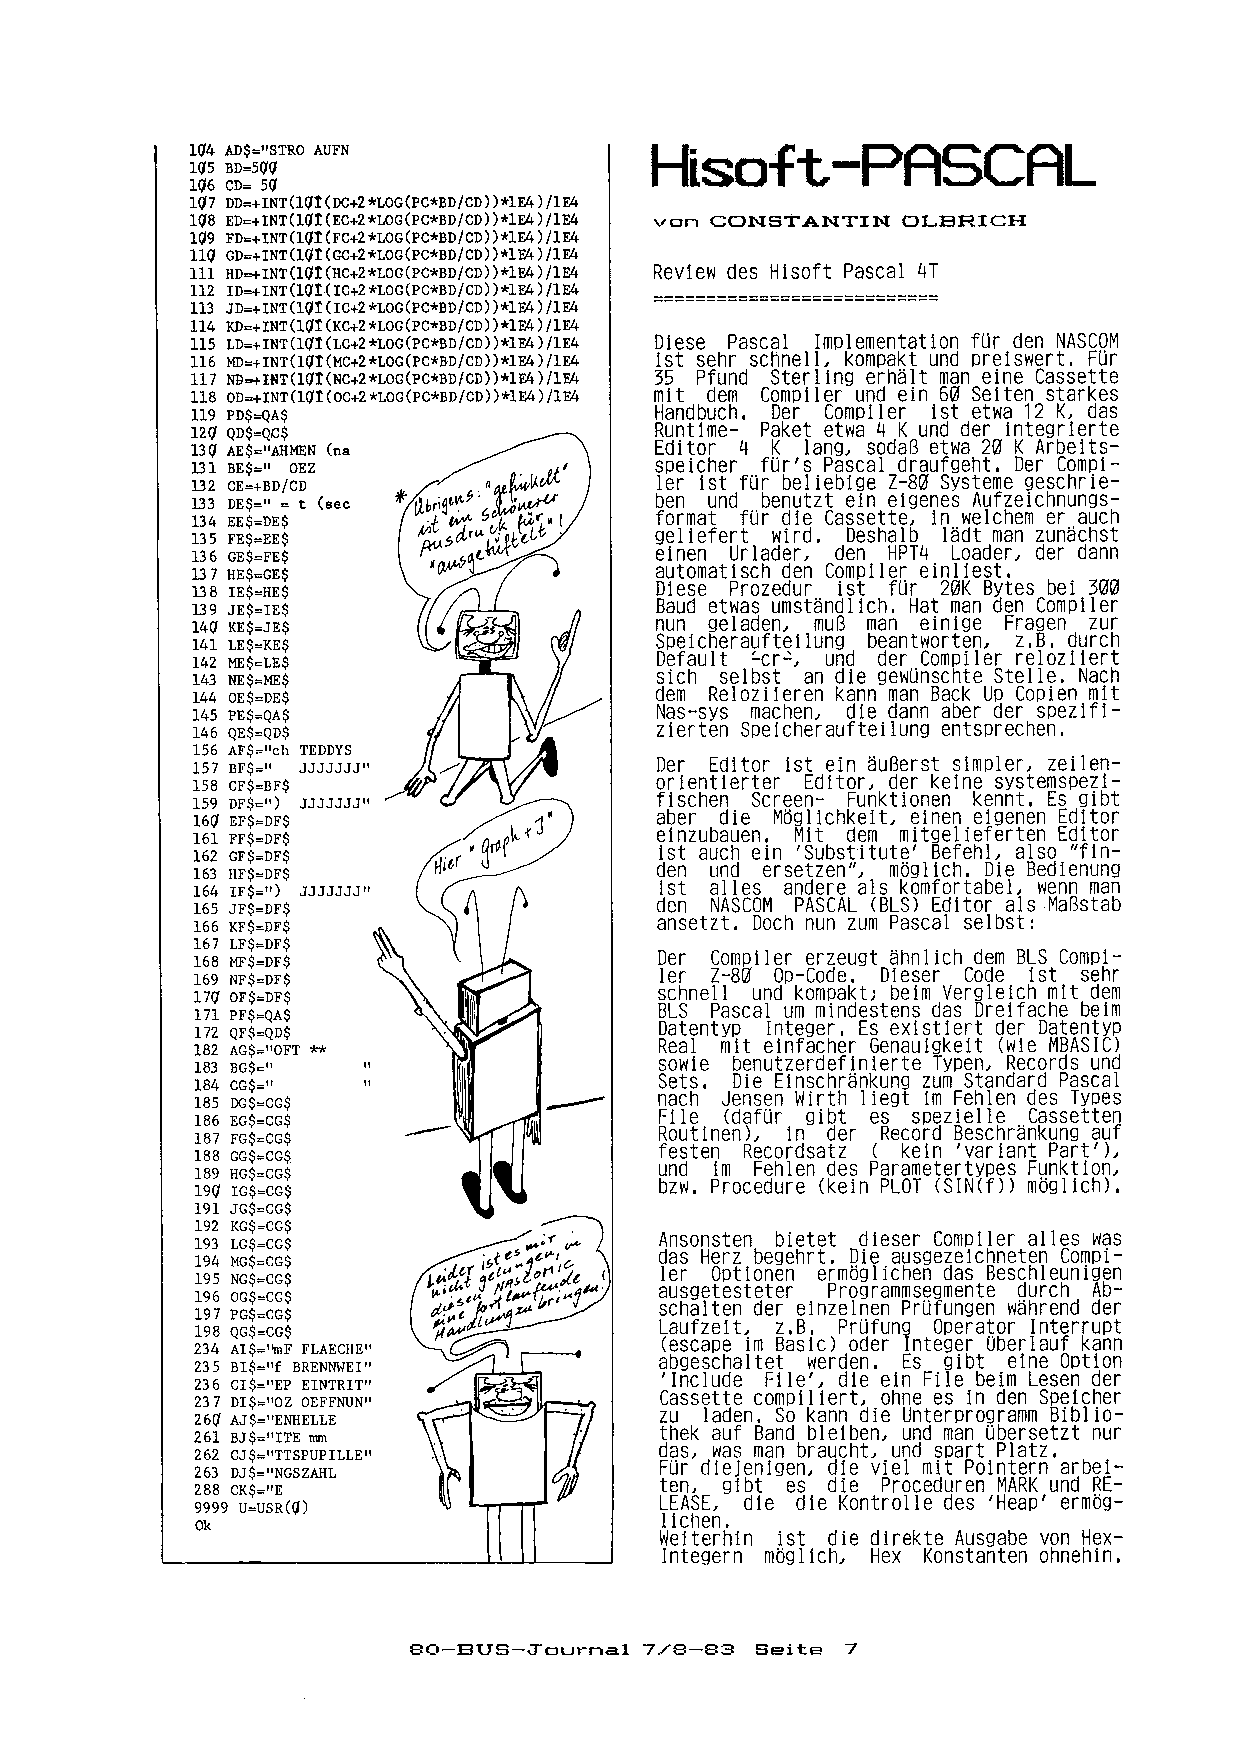 104 AD$="STRO AUFN
105 BD=500
106 CD= 50
107 DD=+INT(10↑(DC+2*LOG(PC*BD/CD))*1E4)/1E4
108 ED=+INT(10↑(EC+2*LOG(PC*BD/CD))*1E4)/1E4
109 FD=+INT(10↑(FC+2*LOG(PC*BD/CD))*1E4)/1E4
110 GD=+INT(10↑(GC+2*LOG(PC*BD/CD))*1E4)/1E4
111 HD=+INT(10↑(HC+2*LOG(PC*BD/CD))*1E4)/1E4
112 ID=+INT(10↑(IC+2*LOG(PC*BD/CD))*1E4)/1E4
113 JD=+INT(10↑(IC+2*LOG(PC*BD/CD))*1E4)/1E4
114 KD=+INT(10↑(KC+2*LOG(PC*BD/CD))*1E4)/1E4
115 LD=+INT(10↑(LC+2*LOG(PC*BD/CD))*1E4)/1E4
116 MD=+INT(10↑(MC+2*LOG(PC*BD/CD))*1E4)/1E4
117 ND=+INT(10↑(NC+2*LOG(PC*BD/CD))*1E4)/1E4
118 OD=+INT(10↑(OC+2*LOG(PC*BD/CD))*1E4)/1E4
119 PD$=QA$
120 QD$=QC$
130 AE$="AHMEN (na
131 BE$="  OEZ
132 CE=+BD/CD
133 DE$=" = t (sec
134 EE$=DE$
135 FE$=EE$
136 GE$=FE$
137 HE$=GE$
138 IE$=HE$
139 JE$=IE$
140 KE$=JE$
141 LE$=KE$
142 ME$=LE$
143 NE$=ME$
144 OE$=DE$
145 PE$=QA$
146 QE$=QD$
156 AF$="ch TEDDYS
157 BF$="   JJJJJJJ"
158 CF$=BF$
159 DF$=")  JJJJJJJ"
160 EF$=DF$
161 FF$=DF$
162 GF$=DF$
163 HF$=DF$
164 IF$=")  JJJJJJJ"
165 JF$=DF$
166 KF$=DF$
167 LF$=DF$
168 MF$=DF$
169 NF$=DF$
170 OF$=DF$
171 PF$=QA$
172 QF$=QD$
182 AG$="OFT **
183 BG$="          "
184 CG$="          "
185 DG$=CG$
186 EG$=CG$
187 FG$=CG$
188 GG$=CG$
189 HG$=CG$
190 IG$=CG$
191 JG$=CG$
192 KG$=CG$
193 LG$=CG$
194 MG$=CG$
195 NG$=CG$
196 OG$=CG$
197 PG$=CG$
198 QG$=CG$
234 AI$="mF FLAECHE"
235 BI$="f BRENNWEI"
236 CI$="EP EINTRIT"
237 DI$="OZ OEFFNUN"
260 AJ$="ENHELLE
261 BJ$="ITE mm
262 CJ$="TTSPUPILLE"
263 DJ$="NGSZAHL
288 CK$="E
9999 U=USR(0)
Ok
* Übrigens: "gefinkelt"
ist ein schönerer
Ausdruck für
"ausgetüftelt"!
Hier "Graph + J"
Leider ist es mir
nicht gelungen, in
diesen NAScomic
eine fortlaufende
Handlung zu bringen!
Hisoft-PASCAL
von CONSTANTIN OLBRICH
Review des Hisoft Pascal 4T
===========================
Diese Pascal Implementation für den NASCOM
ist sehr schnell, kompakt und preiswert. Für
35 Pfund Sterling erhält man eine Cassette
mit dem Compiler und ein 60 Seiten starkes
Handbuch. Der Compiler ist etwa 12 K, das
Runtime- Paket etwa 4 K und der integrierte
Editor 4 K lang, sodaß etwa 20 K Arbeits-
speicher für's Pascal draufgeht. Der Compi-
ler ist für beliebige Z-80 Systeme geschrie-
ben und benutzt ein eigenes Aufzeichnungs-
format für die Cassette, in welchem er auch
geliefert wird. Deshalb lädt man zunächst
einen Urlader, den HPT4 Loader, der dann
automatisch den Compiler einliest.
Diese Prozedur ist für 20K Bytes bei 300
Baud etwas umständlich. Hat man den Compiler
nun geladen, muß man einige Fragen zur
Speicheraufteilung beantworten, z.B. durch
Default -cr-, und der Compiler reloziiert
sich selbst an die gewünschte Stelle. Nach
dem Reloziieren kann man Back Up Copien mit
Nas-sys machen, die dann aber der spezifi-
zierten Speicheraufteilung entsprechen.
Der Editor ist ein äußerst simpler, zeilen-
orientierter Editor, der keine systemspezi-
fischen Screen- Funktionen kennt. Es gibt
aber die Möglichkeit, einen eigenen Editor
einzubauen. Mit dem mitgelieferten Editor
ist auch ein 'Substitute' Befehl, also "fin-
den und ersetzen", möglich. Die Bedienung
ist alles andere als komfortabel, wenn man
den NASCOM PASCAL (BLS) Editor als Maßstab
ansetzt. Doch nun zum Pascal selbst:
Der Compiler erzeugt ähnlich dem BLS Compi-
ler Z-80 Op-Code. Dieser Code ist sehr
schnell und kompakt; beim Vergleich mit dem
BLS Pascal um mindestens das Dreifache beim
Datentyp Integer. Es existiert der Datentyp
Real mit einfacher Genauigkeit (wie MBASIC)
sowie benutzerdefinierte Typen, Records und
Sets. Die Einschränkung zum Standard Pascal
nach Jensen Wirth liegt im Fehlen des Types
File (dafür gibt es spezielle Cassetten
Routinen), in der Record Beschränkung auf
festen Recordsatz ( kein 'variant Part'),
und im Fehlen des Parametertypes Funktion,
bzw. Procedure (kein PLOT (SIN(f)) möglich).
Ansonsten bietet dieser Compiler alles was
das Herz begehrt. Die ausgezeichneten Compi-
ler Optionen ermöglichen das Beschleunigen
ausgetesteter Programmsegmente durch Ab-
schalten der einzelnen Prüfungen während der
Laufzeit, z.B. Prüfung Operator Interrupt
(escape im Basic) oder Integer Überlauf kann
abgeschaltet werden. Es gibt eine Option
'Include File', die ein File beim Lesen der
Cassette compiliert, ohne es in den Speicher
zu laden. So kann die Unterprogramm Biblio-
thek auf Band bleiben, und man übersetzt nur
das, was man braucht, und spart Platz.
Für diejenigen, die viel mit Pointern arbei-
ten, gibt es die Proceduren MARK und RE-
LEASE, die die Kontrolle des 'Heap' ermög-
lichen.
Weiterhin ist die direkte Ausgabe von Hex-
Integern möglich, Hex Konstanten ohnehin.
80-BUS-Journal 7/8-83 Seite 7